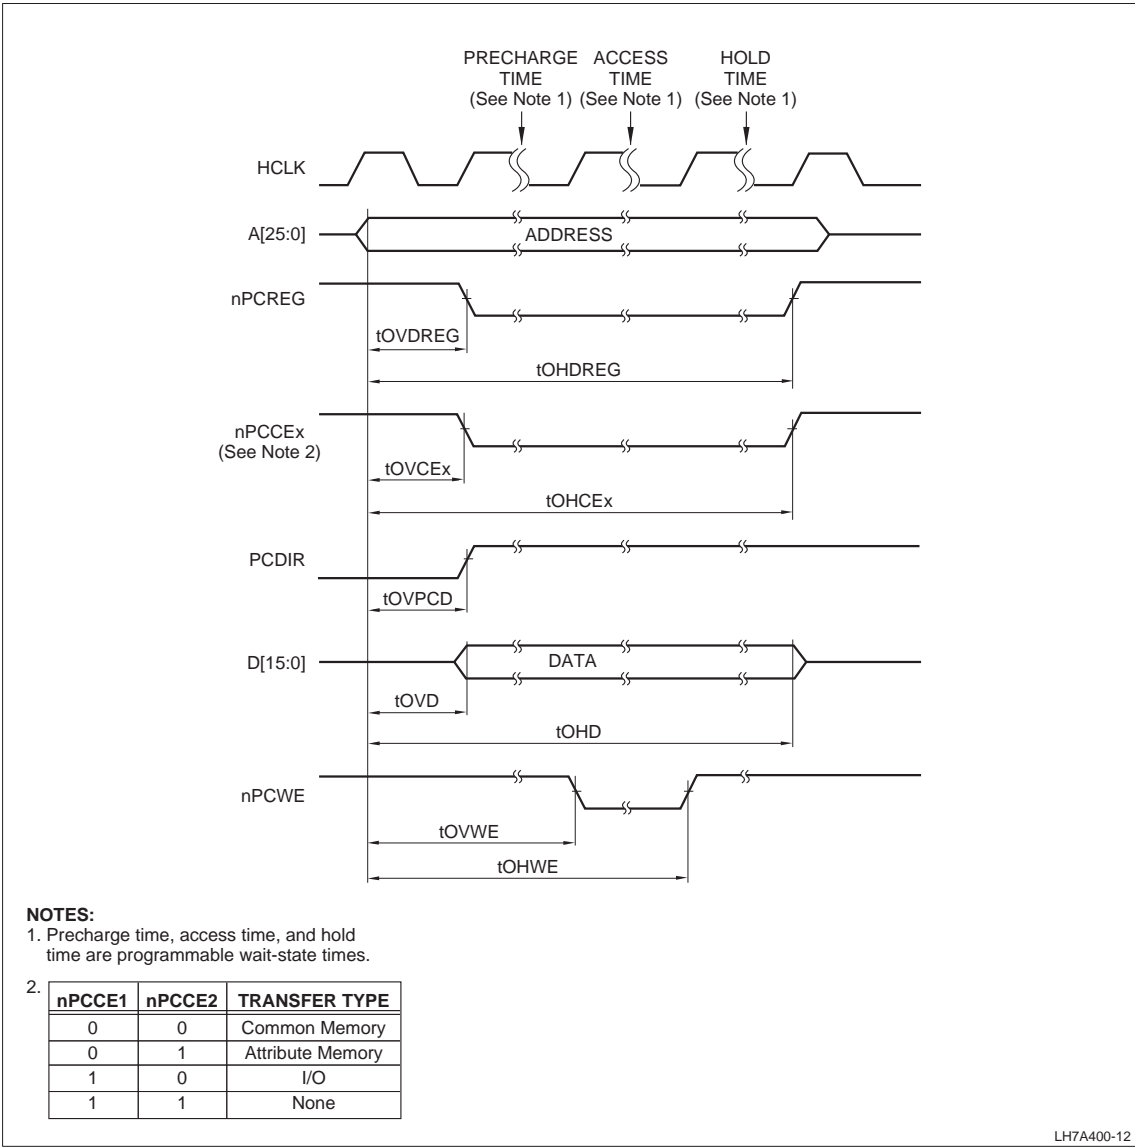 PRECHARGE TIME (See Note 1)
ACCESS TIME (See Note 1)
HOLD TIME (See Note 1)
HCLK
A[25:0]
ADDRESS
nPCREG
tOVDREG
tOHDREG
nPCCEx
(See Note 2)
tOVCEx
tOHCEx
PCDIR
tOVPCD
D[15:0]
DATA
tOVD
tOHD
nPCWE
tOVWE
tOHWE
NOTES:
1. Precharge time, access time, and hold
time are programmable wait-state times.
2.
nPCCE1 nPCCE2 TRANSFER TYPE
0 0 Common Memory
0 1 Attribute Memory
1 0 I/O
1 1 None
LH7A400-12